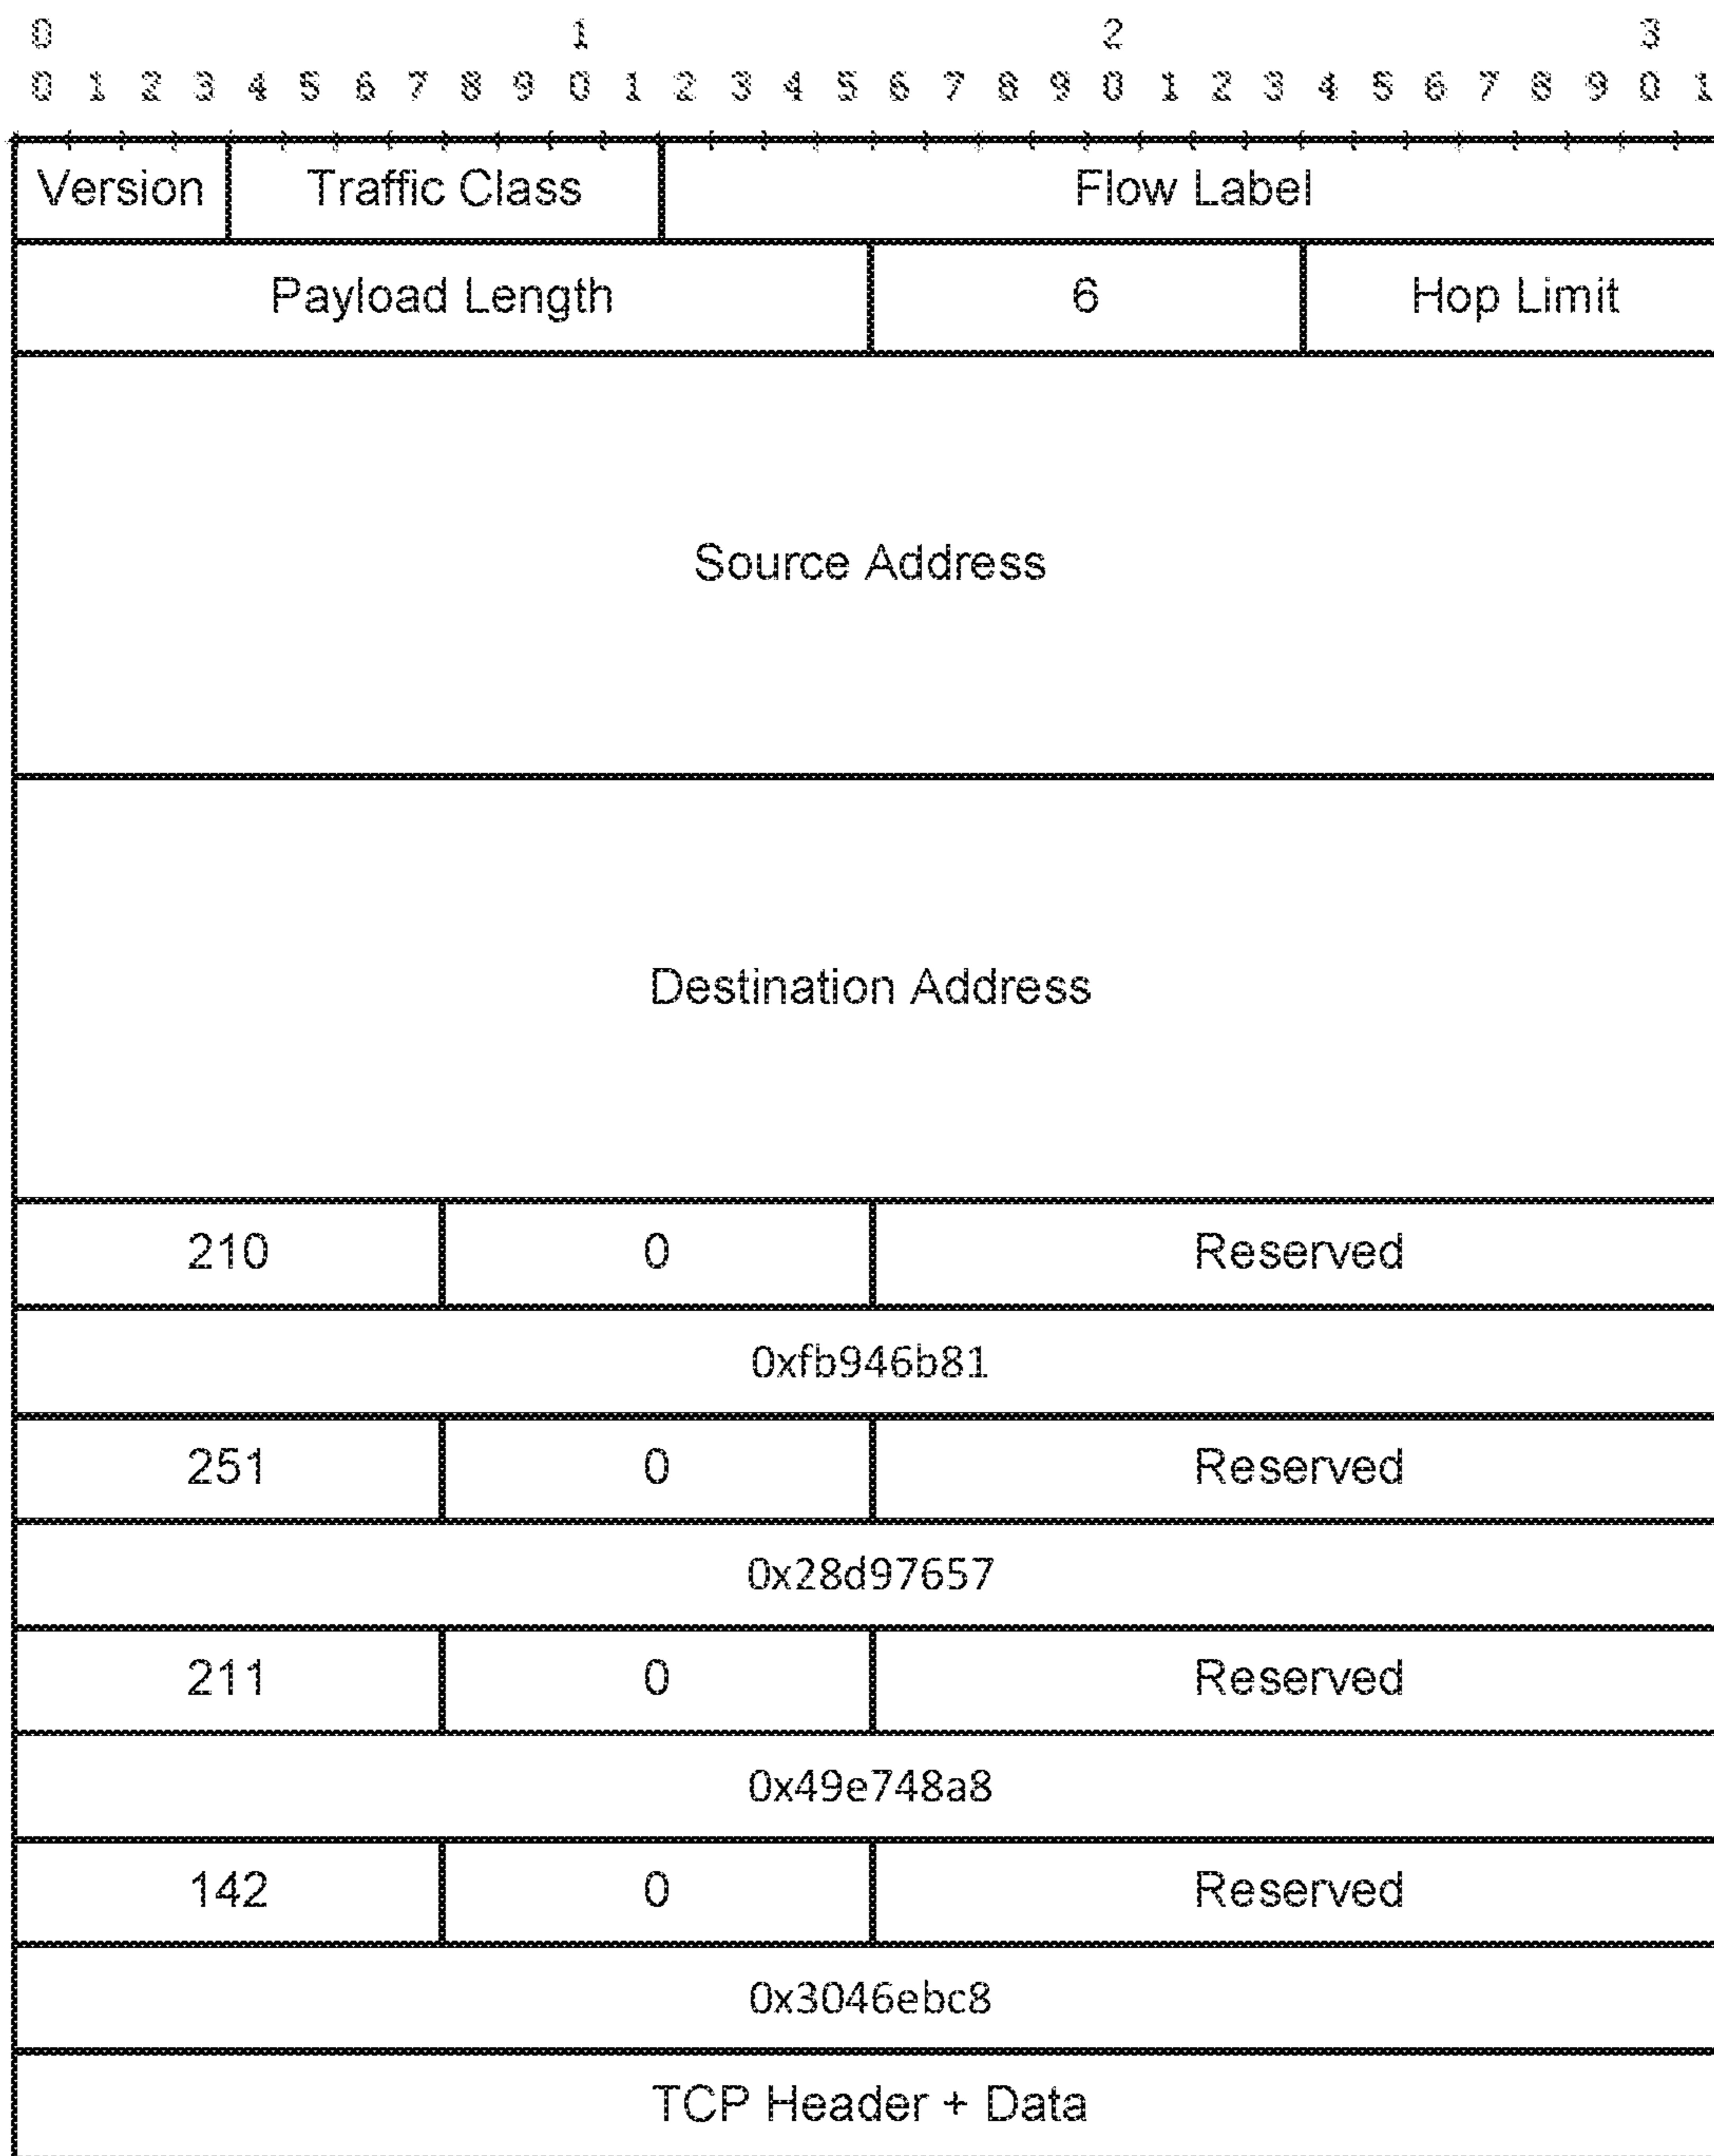 0 1 2 3
0 1 2 3 4 5 6 7 8 9 0 1 2 3 4 5 6 7 8 9 0 1 2 3 4 5 6 7 8 9 0 1
Version Traffic Class Flow Label
Payload Length 6 Hop Limit
Source Address
Destination Address
210 0 Reserved
0xfb946b81
251 0 Reserved
0x28d97657
211 0 Reserved
0x49e748a8
142 0 Reserved
0x3046ebc8
TCP Header + Data